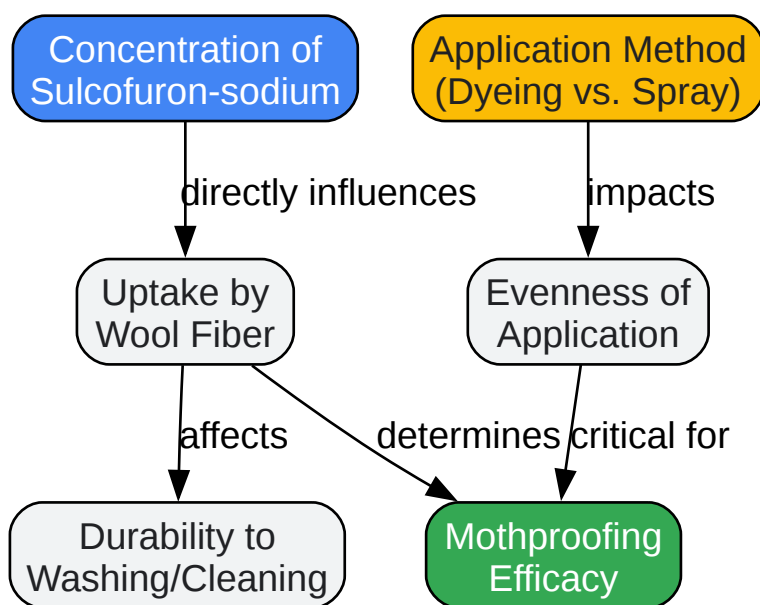 Concentration of
Sulcofuron-sodium
Application Method
(Dyeing vs. Spray)
directly influences
impacts
Uptake by
Wool Fiber
Evenness of
Application
affects
determines
critical for
Durability to
Washing/Cleaning
Mothproofing
Efficacy